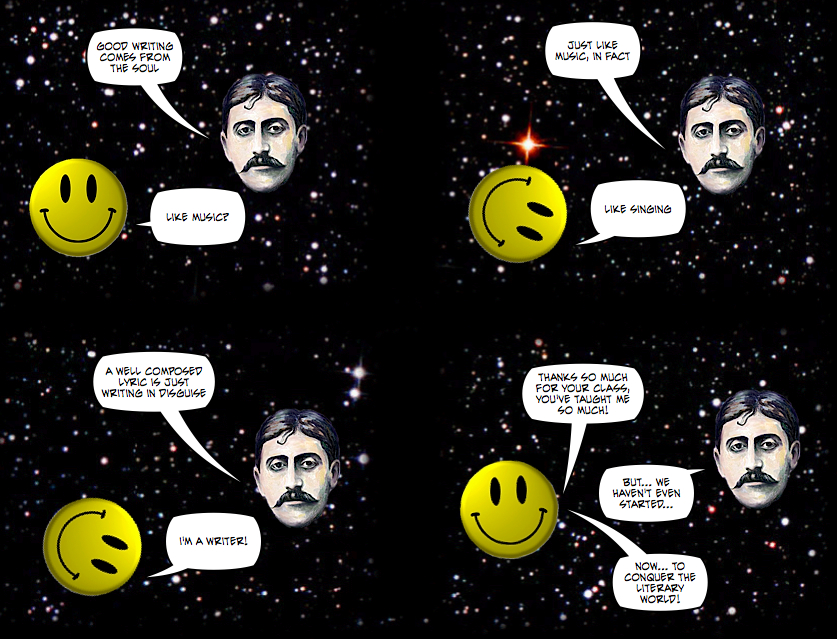 GOOD WRITING
COMES FROM
THE SOUL
LIKE MUSIC?
JUST LIKE
MUSIC, IN FACT
LIKE SINGING
A WELL COMPOSED
LYRIC IS JUST
WRITING IN DISGUISE
I'M A WRITER!
THANKS SO MUCH
FOR YOUR CLASS,
YOU'VE TAUGHT ME
SO MUCH!
BUT... WE
HAVEN'T EVEN
STARTED...
NOW... TO
CONQUER THE
LITERARY
WORLD!